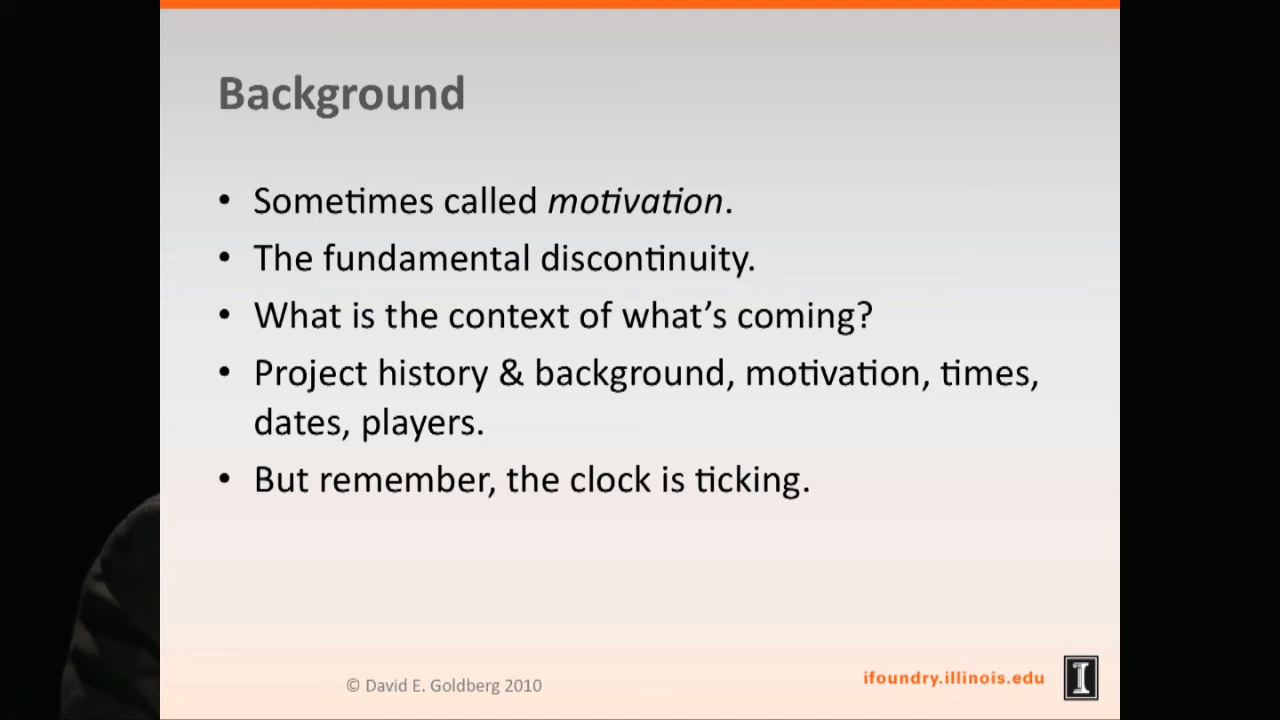 Background
• Sometimes called motivation.
• The fundamental discontinuity.
• What is the context of what's coming?
• Project history & background, motivation, times,
dates, players.
• But remember, the clock is ticking.
© David E. Goldberg 2010
ifoundry.illinois.edu
I